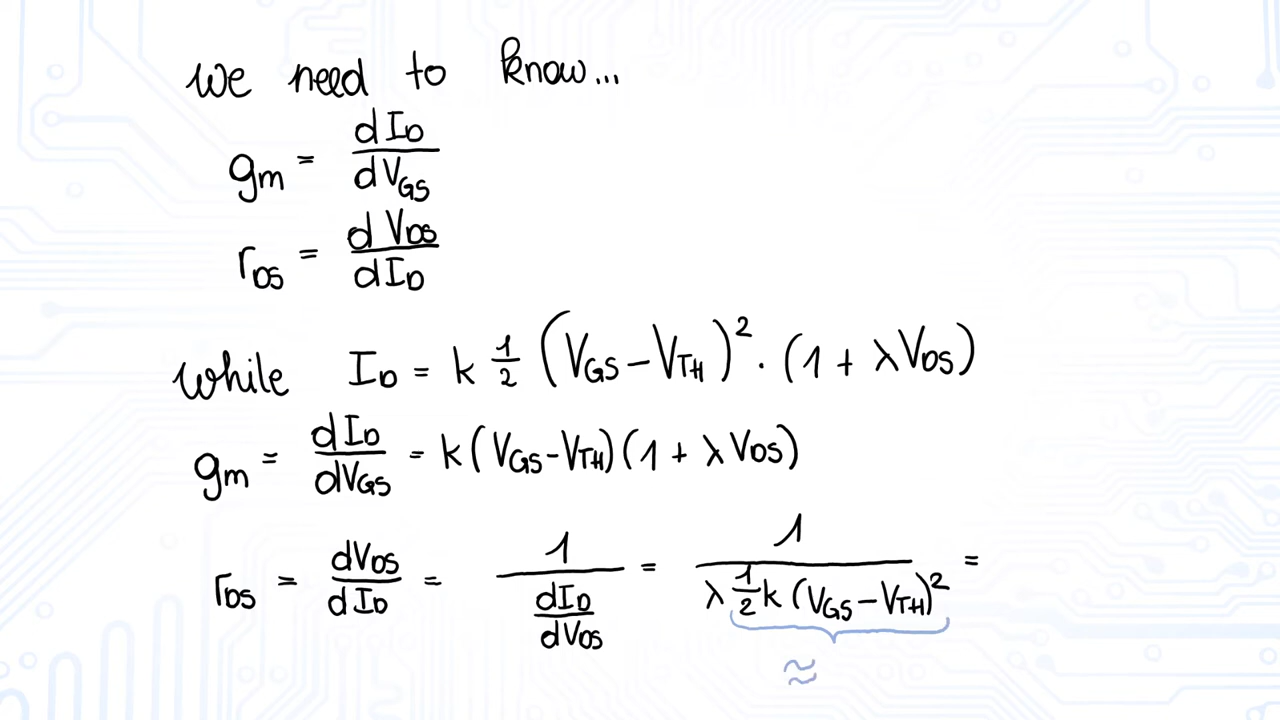 we need to know...
gm = dID/dVGS
rDS = dVDS/dID
while ID = k 1/2 (VGS - VTH)² · (1 + λVDS)
gm = dID/dVGS = k(VGS - VTH)(1 + λVDS)
rDS = dVDS/dID = 1/(dID/dVDS) = 1/(λ 1/2 k (VGS - VTH)²) =
≈